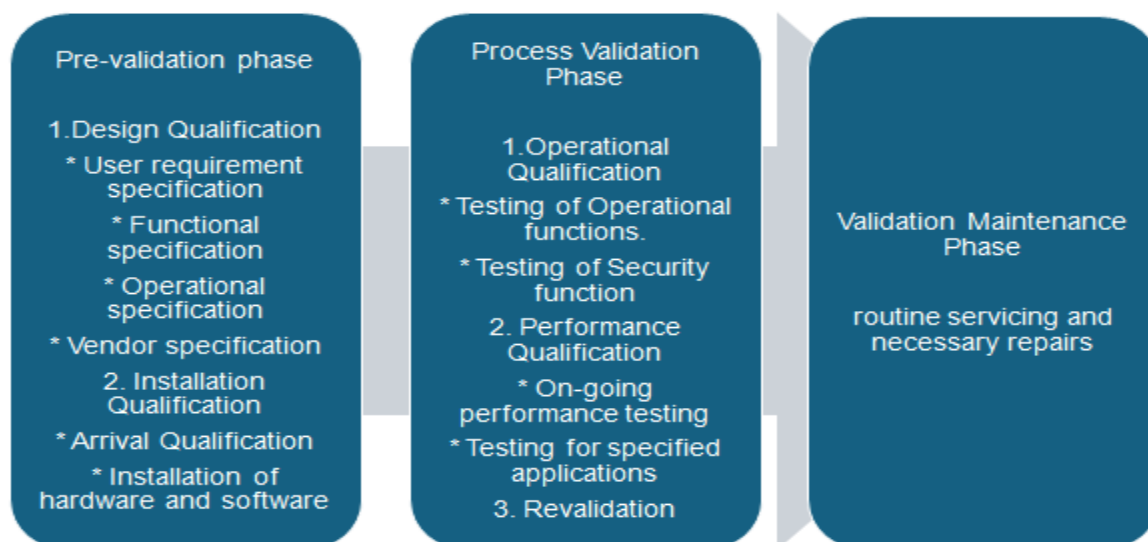 Pre-validation phase
1.Design Qualification
* User requirement
specification
* Functional
specification
* Operational
specification
* Vendor specification
2. Installation
Qualification
* Arrival Qualification
* Installation of
hardware and software
Process Validation
Phase
1.Operational
Qualification
* Testing of Operational
functions.
* Testing of Security
function
2. Performance
Qualification
* On-going
performance testing
* Testing for specified
applications
3. Revalidation
Validation Maintenance
Phase
routine servicing and
necessary repairs